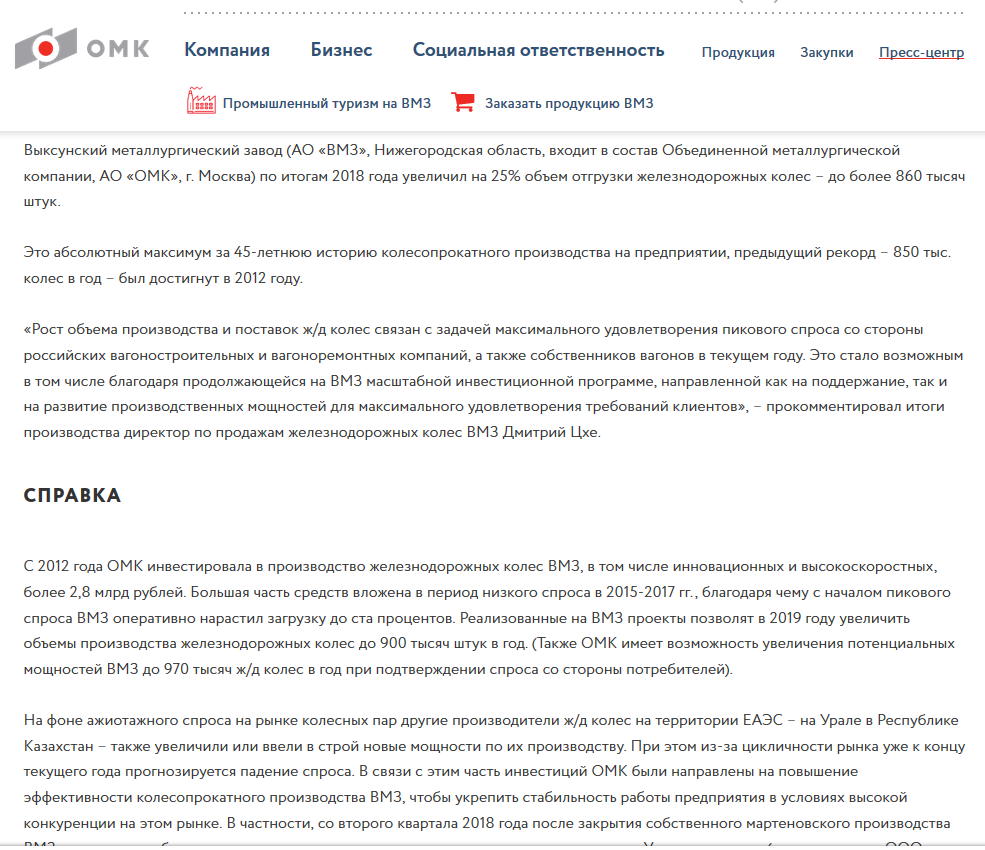 ОМК
Компания Бизнес Социальная ответственность Продукция Закупки Пресс-центр
Промышленный туризм на ВМЗ Заказать продукцию ВМЗ
Выксунский металлургический завод (АО «ВМЗ», Нижегородская область, входит в состав Объединенной металлургической
компании, АО «ОМК», г. Москва) по итогам 2018 года увеличил на 25% объем отгрузки железнодорожных колес – до более 860 тысяч
штук.
Это абсолютный максимум за 45-летнюю историю колесопрокатного производства на предприятии, предыдущий рекорд – 850 тыс.
колес в год – был достигнут в 2012 году.
«Рост объема производства и поставок ж/д колес связан с задачей максимального удовлетворения пикового спроса со стороны
российских вагоностроительных и вагоноремонтных компаний, а также собственников вагонов в текущем году. Это стало возможным
в том числе благодаря продолжающейся на ВМЗ масштабной инвестиционной программе, направленной как на поддержание, так и
на развитие производственных мощностей для максимального удовлетворения требований клиентов», – прокомментировал итоги
производства директор по продажам железнодорожных колес ВМЗ Дмитрий Цхе.
СПРАВКА
С 2012 года ОМК инвестировала в производство железнодорожных колес ВМЗ, в том числе инновационных и высокоскоростных,
более 2,8 млрд рублей. Большая часть средств вложена в период низкого спроса в 2015-2017 гг., благодаря чему с началом пикового
спроса ВМЗ оперативно нарастил загрузку до ста процентов. Реализованные на ВМЗ проекты позволят в 2019 году увеличить
объемы производства железнодорожных колес до 900 тысяч штук в год. (Также ОМК имеет возможность увеличения потенциальных
мощностей ВМЗ до 970 тысяч ж/д колес в год при подтверждении спроса со стороны потребителей).
На фоне ажиотажного спроса на рынке колесных пар другие производители ж/д колес на территории ЕАЭС – на Урале в Республике
Казахстан – также увеличили или ввели в строй новые мощности по их производству. При этом из-за цикличности рынка уже к концу
текущего года прогнозируется падение спроса. В связи с этим часть инвестиций ОМК были направлены на повышение
эффективности колесопрокатного производства ВМЗ, чтобы укрепить стабильность работы предприятия в условиях высокой
конкуренции на этом рынке. В частности, со второго квартала 2018 года после закрытия собственного мартеновского производства